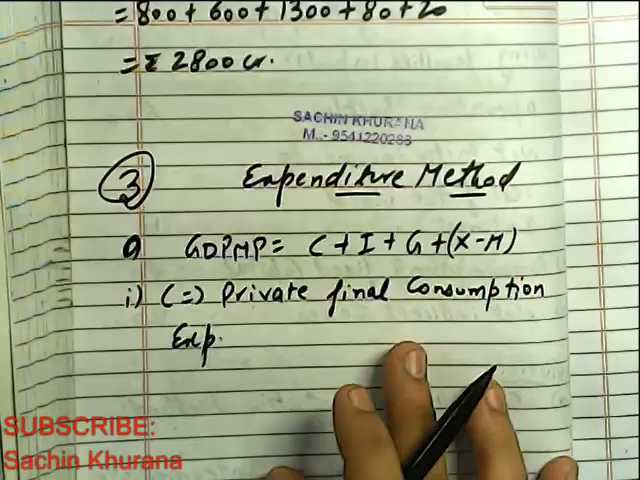 = 800 + 600 + 1300 + 80 + 20
= ₹ 2800 cr.
SACHIN KHURANA
M..- 9541220283
3 Expenditure Method
GDPMP = C + I + G + (X-M)
i) C => Private final Consumption
Exp.
SUBSCRIBE:
Sachin Khurana